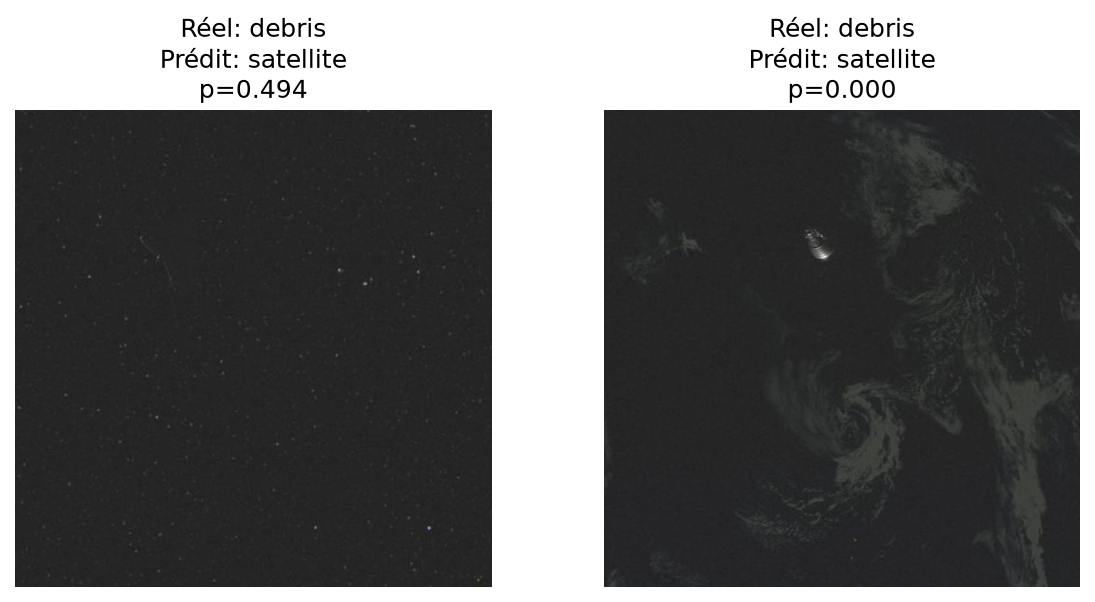 Réel: debris
Prédit: satellite
p=0.494
Réel: debris
Prédit: satellite
p=0.000